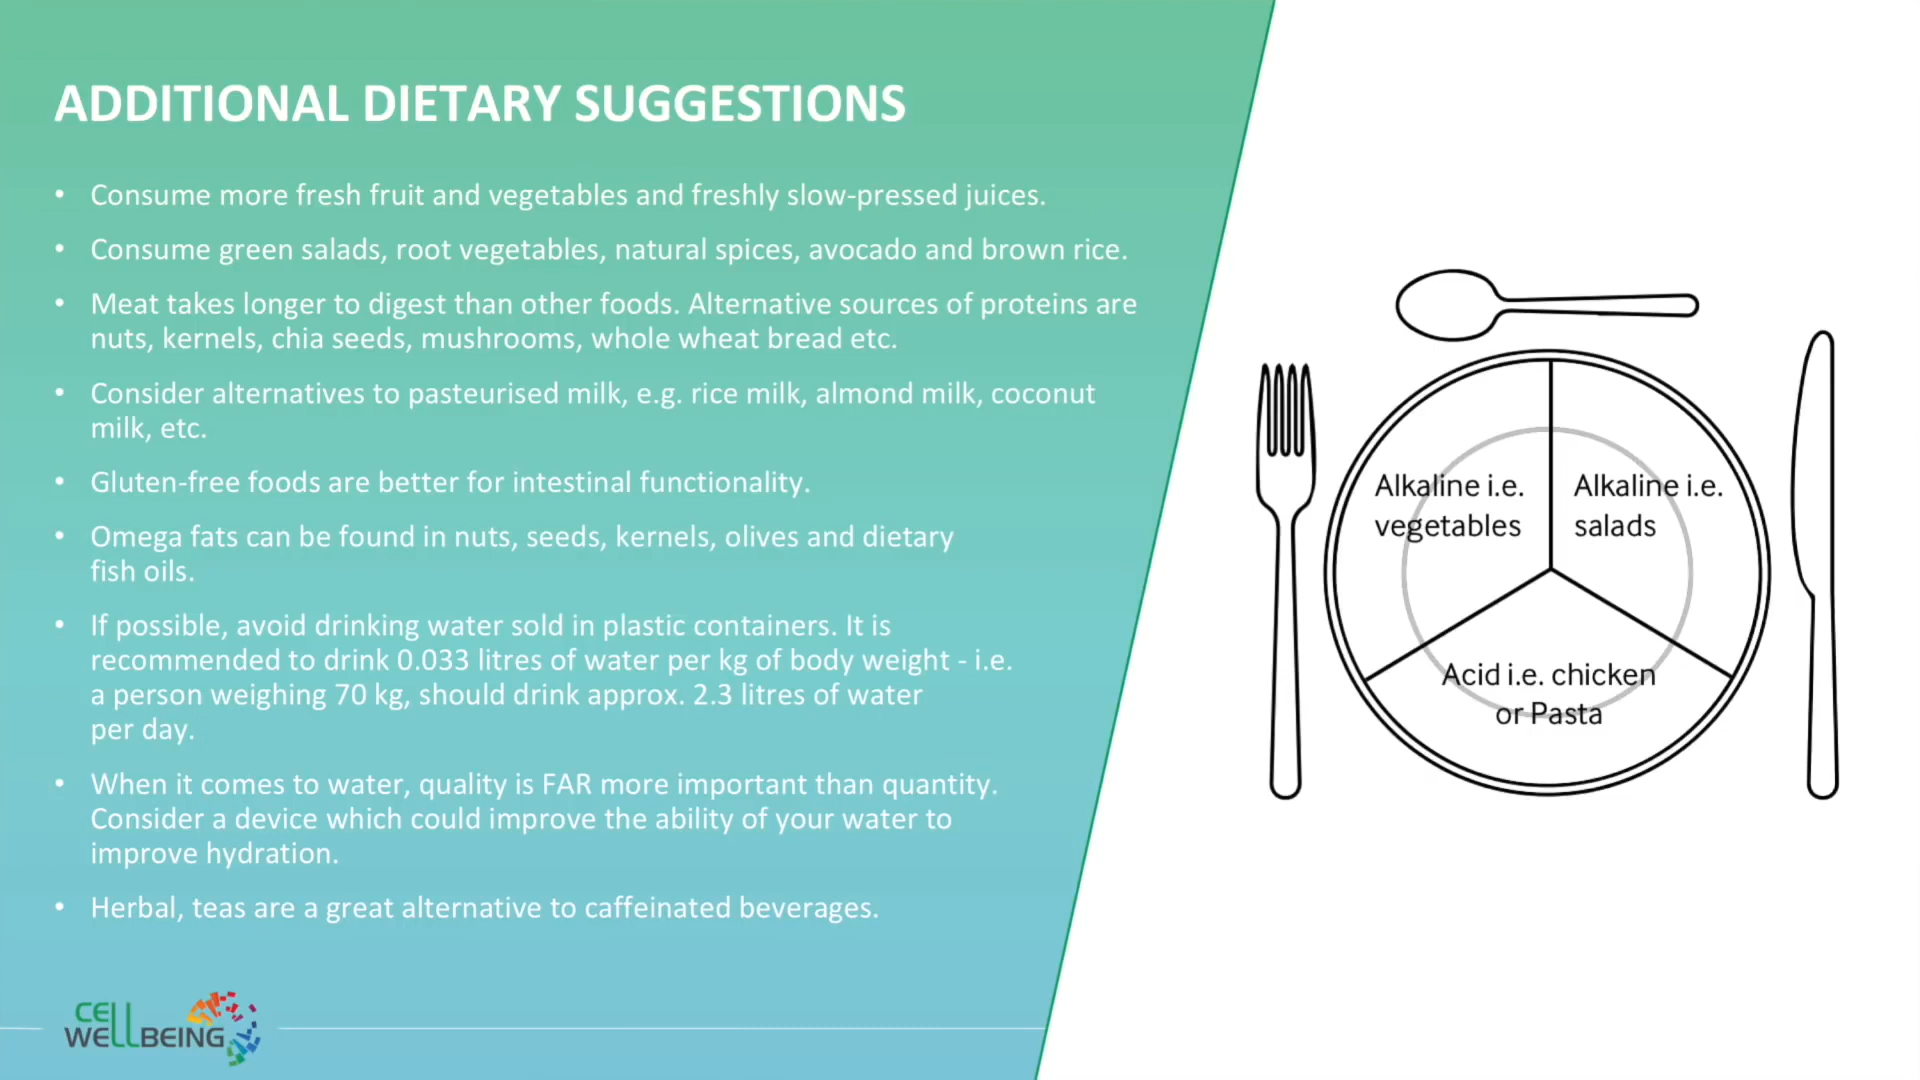 ADDITIONAL DIETARY SUGGESTIONS
• Consume more fresh fruit and vegetables and freshly slow-pressed juices.
• Consume green salads, root vegetables, natural spices, avocado and brown rice.
• Meat takes longer to digest than other foods. Alternative sources of proteins are
nuts, kernels, chia seeds, mushrooms, whole wheat bread etc.
• Consider alternatives to pasteurised milk, e.g. rice milk, almond milk, coconut
milk, etc.
• Gluten-free foods are better for intestinal functionality.
• Omega fats can be found in nuts, seeds, kernels, olives and dietary
fish oils.
• If possible, avoid drinking water sold in plastic containers. It is
recommended to drink 0.033 litres of water per kg of body weight - i.e.
a person weighing 70 kg, should drink approx. 2.3 litres of water
per day.
• When it comes to water, quality is FAR more important than quantity.
Consider a device which could improve the ability of your water to
improve hydration.
• Herbal, teas are a great alternative to caffeinated beverages.
CELL
WELLBEING
Alkaline i.e.
vegetables
Alkaline i.e.
salads
Acid i.e. chicken
or Pasta